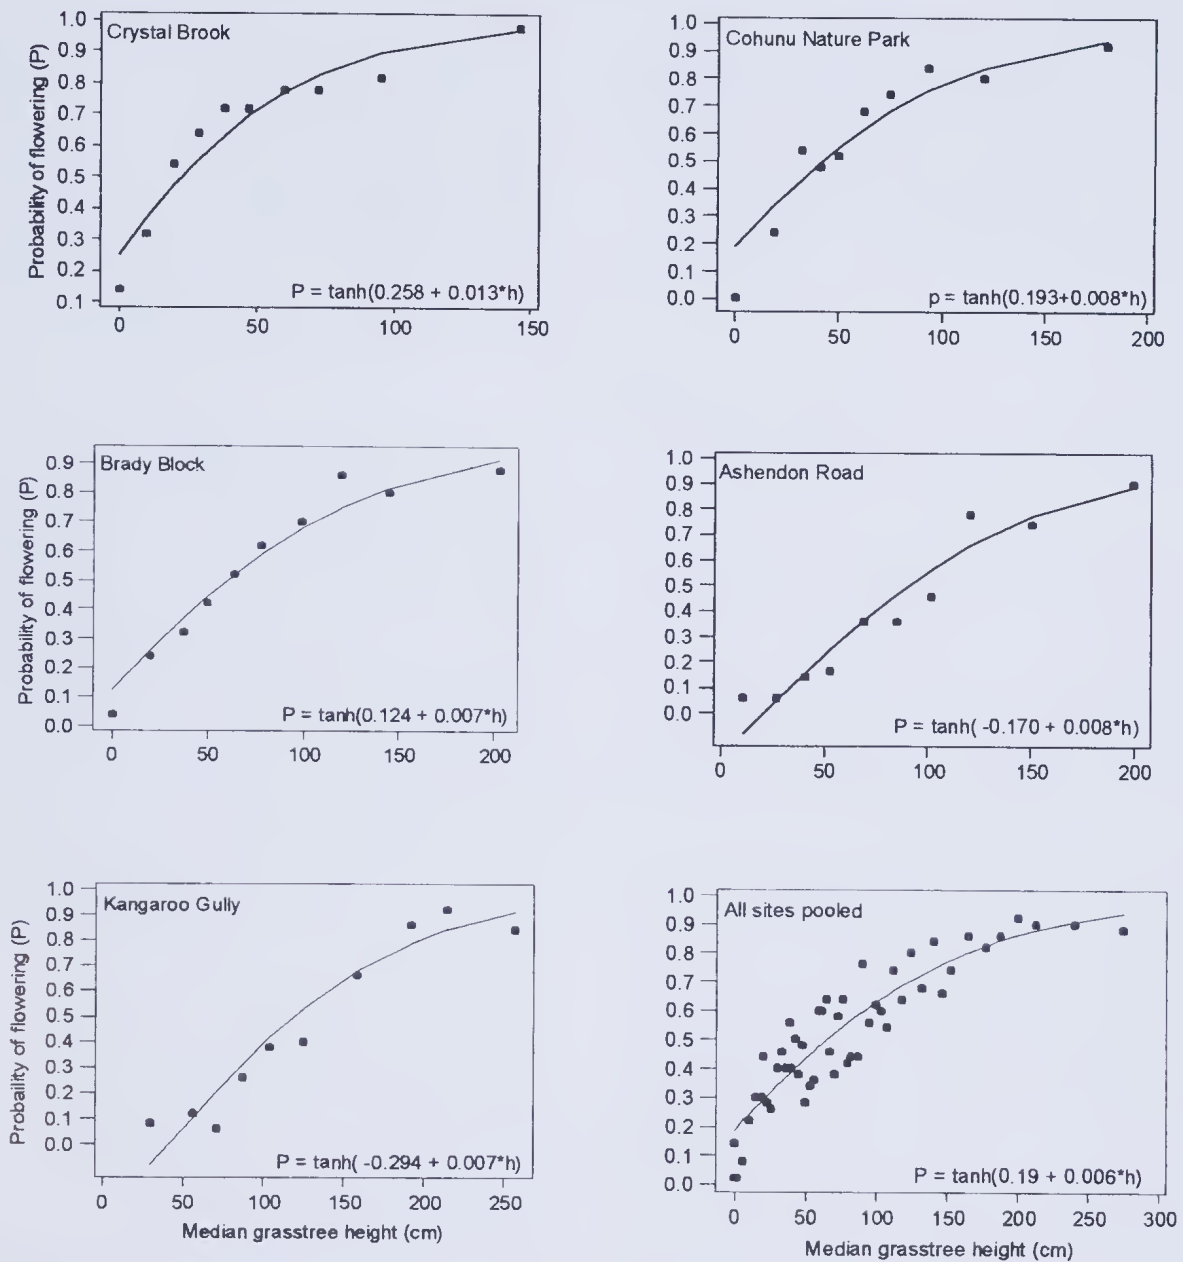 Crystal Brook
Probability of flowering (P)
1.0
0.9
0.8
0.7
0.6
0.5
0.4
0.3
0.2
0.1
P = tanh(0.258 + 0.013*h)
0 50 100 150
Cohunu Nature Park
1.0
0.9
0.8
0.7
0.6
0.5
0.4
0.3
0.2
0.1
0.0
p = tanh(0.193+0.008*h)
0 50 100 150 200
Brady Block
Probability of flowering (P)
0.9
0.8
0.7
0.6
0.5
0.4
0.3
0.2
0.1
0.0
P = tanh(0.124 + 0.007*h)
0 50 100 150 200
Ashendon Road
1.0
0.9
0.8
0.7
0.6
0.5
0.4
0.3
0.2
0.1
0.0
P = tanh( -0.170 + 0.008*h)
0 50 100 150 200
Kangaroo Gully
Probaility of flowering (P)
1.0
0.9
0.8
0.7
0.6
0.5
0.4
0.3
0.2
0.1
0.0
P = tanh( -0.294 + 0.007*h)
0 50 100 150 200 250
Median grasstree height (cm)
All sites pooled
1.0
0.9
0.8
0.7
0.6
0.5
0.4
0.3
0.2
0.1
0.0
P = tanh(0.19 + 0.006*h)
0 50 100 150 200 250 300
Median grasstree height (cm)